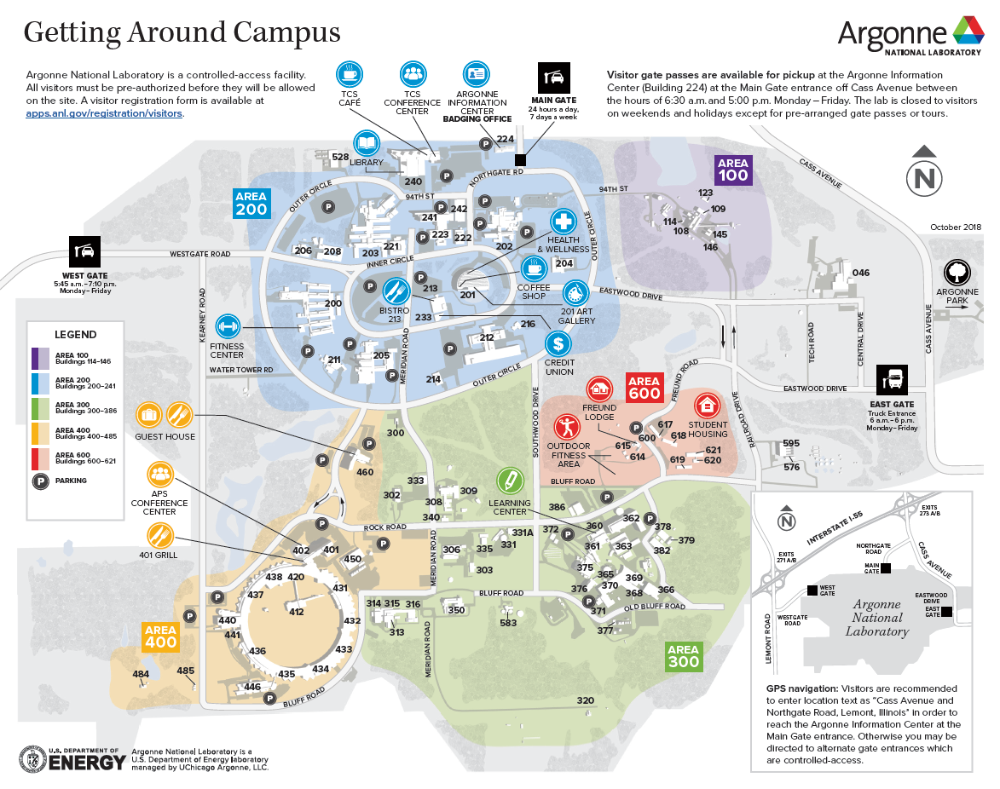 Getting Around Campus
Argonne
NATIONAL LABORATORY
Argonne National Laboratory is a controlled-access facility.
All visitors must be pre-authorized before they will be allowed
on the site. A visitor registration form is available at
apps.anl.gov/registration/visitors.
TCS
CAFÉ
TCS
CONFERENCE
CENTER
ARGONNE
INFORMATION
CENTER
BADGING OFFICE
MAIN GATE
24 hours a day,
7 days a week
Visitor gate passes are available for pickup at the Argonne Information
Center (Building 224) at the Main Gate entrance off Cass Avenue between
the hours of 6:30 a.m. and 5:00 p.m. Monday – Friday. The lab is closed to visitors
on weekends and holidays except for pre-arranged gate passes or tours.
N
October 2018
CASS AVENUE
ARGONNE
PARK
CASS AVENUE
AREA
100
94TH ST
123
109
114
108
145
146
046
AREA
200
LIBRARY
528
P
224
240
P
NORTHGATE RD
OUTER CIRCLE
P
94TH ST
P
242
P
241
P
223
222
P
202
P
HEALTH
& WELLNESS
OUTER CIRCLE
206
208
203
221
INNER CIRCLE
204
COFFEE
SHOP
P
P
213
201
BISTRO
213
200
233
201 ART
GALLERY
216
212
CREDIT
UNION
P
P
P
211
205
P
MERIDIAN ROAD
214
OUTER CIRCLE
WESTGATE ROAD
WEST GATE
5:45 a.m. – 7:10 p.m.
Monday – Friday
KEARNEY ROAD
FITNESS
CENTER
WATER TOWER RD
EASTWOOD DRIVE
TECH ROAD
CENTRAL DRIVE
EASTWOOD DRIVE
EAST GATE
Truck Entrance
6 a.m. – 6 p.m.
Monday – Friday
LEGEND
AREA 100
Buildings 114–146
AREA 200
Buildings 200–241
AREA 300
Buildings 300–386
AREA 400
Buildings 400–485
AREA 600
Buildings 600–621
P
PARKING
GUEST HOUSE
APS
CONFERENCE
CENTER
401 GRILL
AREA
600
FREUND
LODGE
FREUND ROAD
STUDENT
HOUSING
OUTDOOR
FITNESS
AREA
P
617
600
618
615
614
621
619
620
SOUTHWOOD DRIVE
RAILROAD DRIVE
BLUFF ROAD
595
576
300
P
P
460
333
302
308
309
340
LEARNING
CENTER
ROCK ROAD
386
P
372
P
360
362
P
378
379
361
363
382
331A
331
306
335
303
375
365
369
370
376
368
366
P
371
377
OLD BLUFF ROAD
BLUFF ROAD
MERIDIAN ROAD
MERIDIAN ROAD
314
315
316
313
350
583
320
AREA
300
P
P
402
401
450
438
420
431
437
412
P
P
440
441
432
433
436
435
434
446
P
484
485
AREA
400
BLUFF ROAD
N
EXITS
273 A/B
INTERSTATE I-55
EXITS
271 A/B
NORTHGATE
ROAD
MAIN
GATE
CASS AVENUE
WEST
GATE
EASTWOOD
DRIVE
EAST
GATE
WESTGATE
ROAD
LEMONT ROAD
Argonne
National
Laboratory
GPS navigation: Visitors are recommended
to enter location text as “Cass Avenue and
Northgate Road, Lemont, Illinois” in order to
reach the Argonne Information Center at the
Main Gate entrance. Otherwise you may be
directed to alternate gate entrances which
are controlled-access.
U.S. DEPARTMENT OF
ENERGY
Argonne National Laboratory is a
U.S. Department of Energy laboratory
managed by UChicago Argonne, LLC.